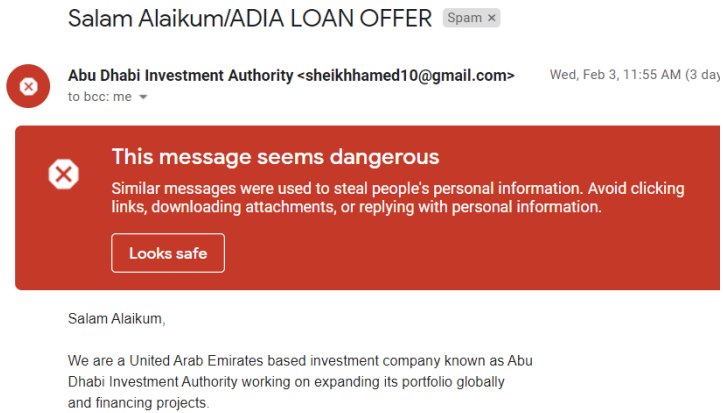 Salam Alaikum/ADIA LOAN OFFER Spam ×
Abu Dhabi Investment Authority <sheikhhamed10@gmail.com> Wed, Feb 3, 11:55 AM (3 day
to bcc: me
This message seems dangerous
Similar messages were used to steal people's personal information. Avoid clicking
links, downloading attachments, or replying with personal information.
Looks safe
Salam Alaikum,
We are a United Arab Emirates based investment company known as Abu
Dhabi Investment Authority working on expanding its portfolio globally
and financing projects.